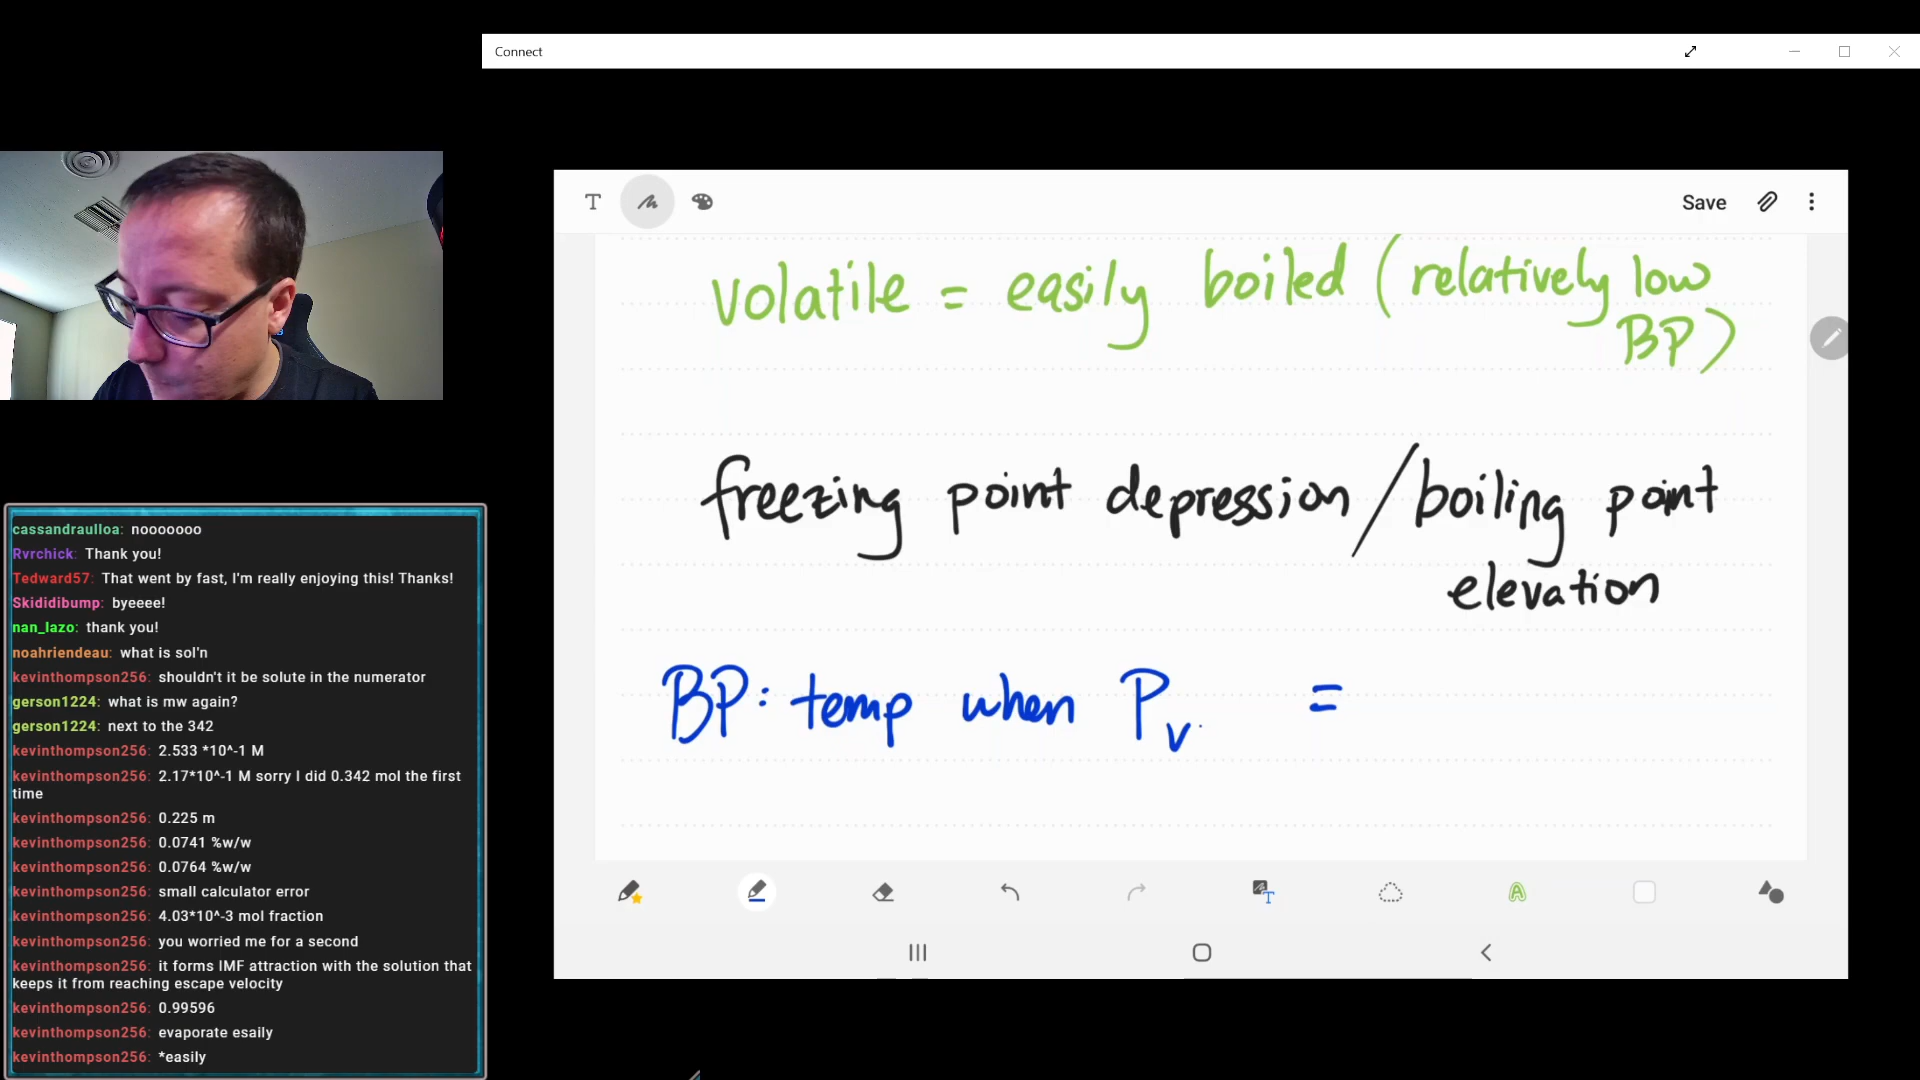 Connect
T
Save
volatile = easily boiled (relatively low
BP)
freezing point depression/boiling point
elevation
BP: temp when Pv =
cassandraulloa: nooooooo
Rvrchick: Thank you!
Tedward57: That went by fast, I'm really enjoying this! Thanks!
Skididibump: byeeee!
nan_lazo: thank you!
noahriendeau: what is sol'n
kevinthompson256: shouldn't it be solute in the numerator
gerson1224: what is mw again?
gerson1224: next to the 342
kevinthompson256: 2.533 *10^-1 M
kevinthompson256: 2.17*10^-1 M sorry I did 0.342 mol the first
time
kevinthompson256: 0.225 m
kevinthompson256: 0.0741 %w/w
kevinthompson256: 0.0764 %w/w
kevinthompson256: small calculator error
kevinthompson256: 4.03*10^-3 mol fraction
kevinthompson256: you worried me for a second
kevinthompson256: it forms IMF attraction with the solution that
keeps it from reaching escape velocity
kevinthompson256: 0.99596
kevinthompson256: evaporate esaily
kevinthompson256: *easily